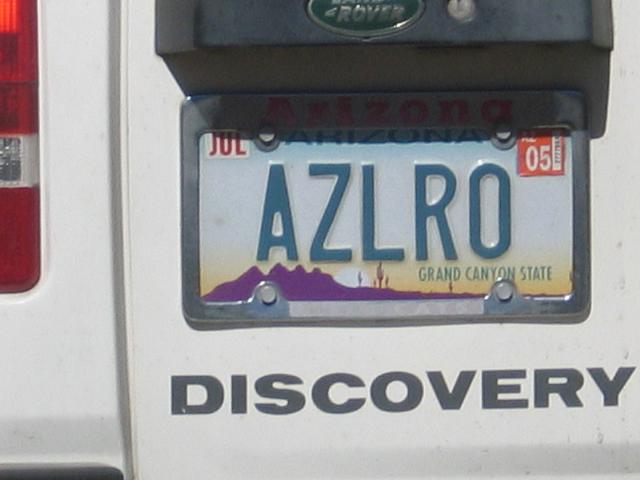 -ROVER
Arizona
ARIZONA
JUL
05
AZLRO
GRAND CANYON STATE
DISCOVERY